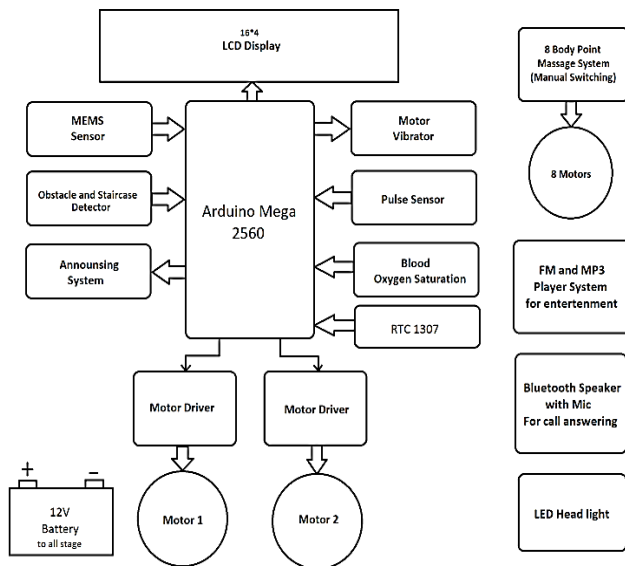 16*4
LCD Display
8 Body Point
Massage System
(Manual Switching)
MEMS
Sensor
Motor
Vibrator
8 Motors
Obstacle and Staircase
Detector
Arduino Mega
2560
Pulse Sensor
Announsing
System
Blood
Oxygen Saturation
FM and MP3
Player System
for entertenment
RTC 1307
Motor Driver
Motor Driver
Bluetooth Speaker
with Mic
For call answering
+ −
12V
Battery
to all stage
Motor 1
Motor 2
LED Head light